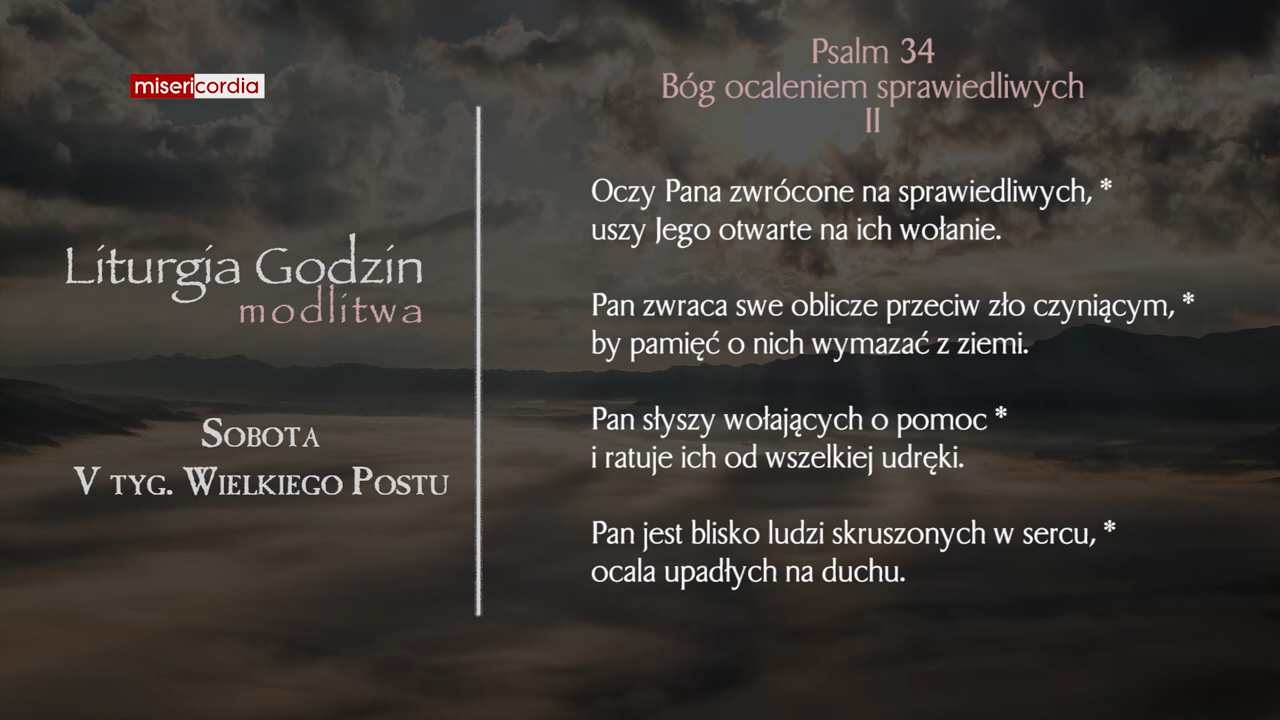 misericordia
Liturgia Godzin
modlitwa
Sobota
V tyg. Wielkiego Postu
Psalm 34
Bóg ocaleniem sprawiedliwych
II
Oczy Pana zwrócone na sprawiedliwych, *
uszy Jego otwarte na ich wołanie.
Pan zwraca swe oblicze przeciw zło czyniącym, *
by pamięć o nich wymazać z ziemi.
Pan słyszy wołających o pomoc *
i ratuje ich od wszelkiej udręki.
Pan jest blisko ludzi skruszonych w sercu, *
ocala upadłych na duchu.